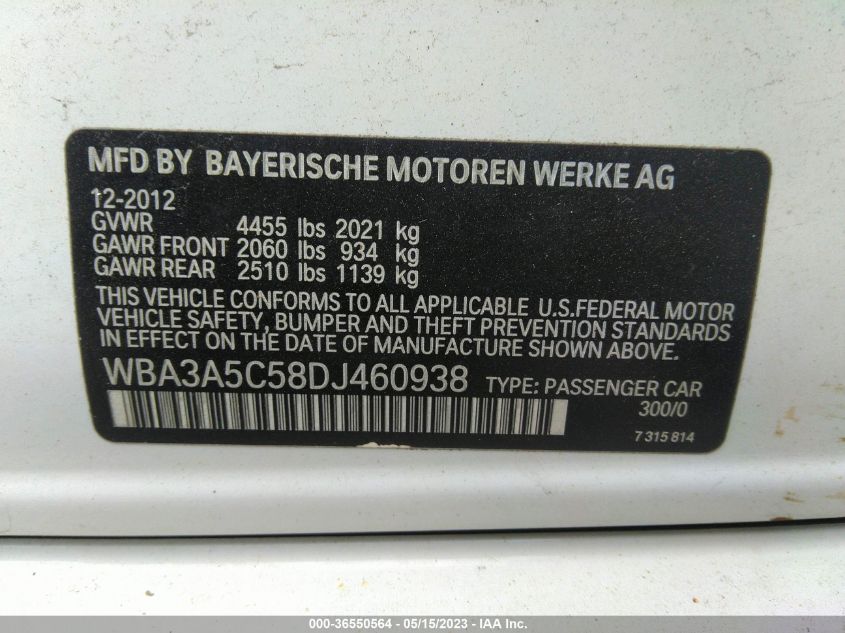 MFD BY BAYERISCHE MOTOREN WERKE AG
12-2012
GVWR 4455 lbs 2021 kg
GAWR FRONT 2060 lbs 934 kg
GAWR REAR 2510 lbs 1139 kg
THIS VEHICLE CONFORMS TO ALL APPLICABLE U.S.FEDERAL MOTOR
VEHICLE SAFETY, BUMPER AND THEFT PREVENTION STANDARDS
IN EFFECT ON THE DATE OF MANUFACTURE SHOWN ABOVE.
WBA3A5C58DJ460938 TYPE: PASSENGER CAR
300/0
7 315 814
000-36550564 - 05/15/2023 - IAA Inc.